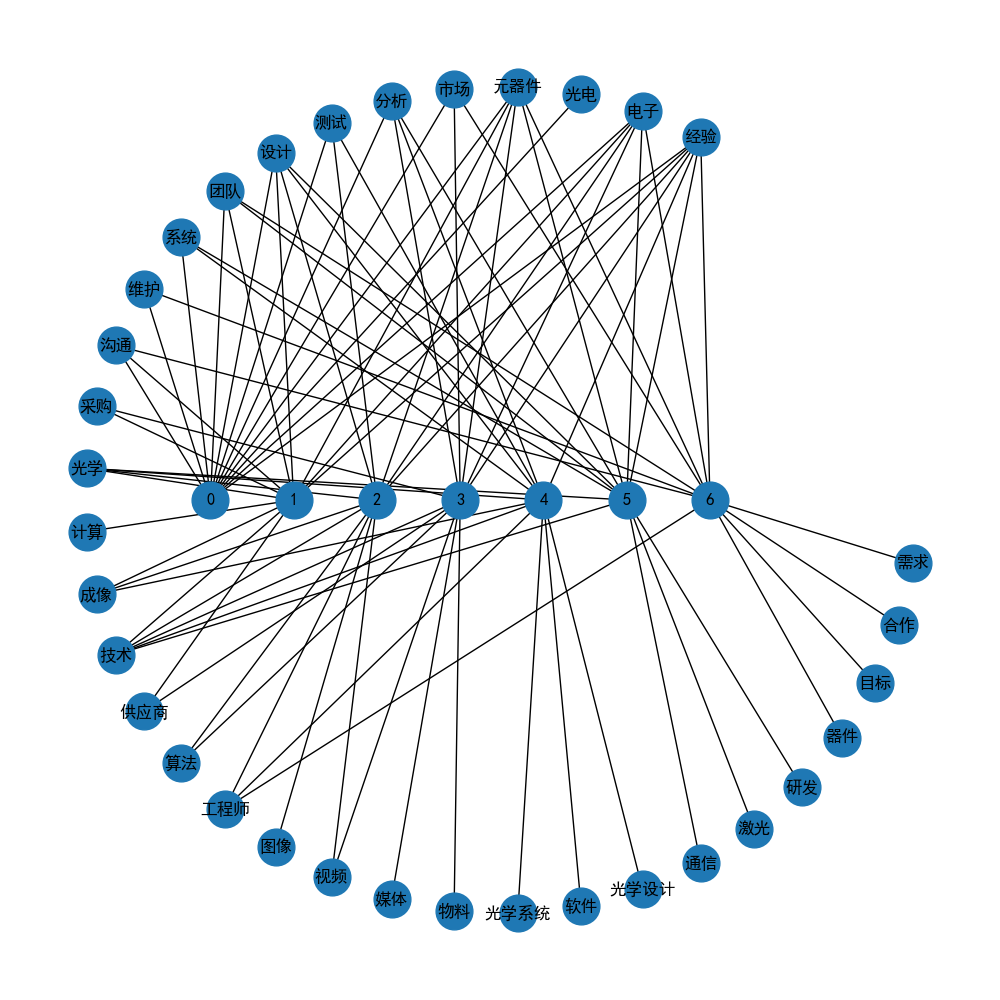 元器件
市场
光电
分析
电子
测试
经验
设计
团队
系统
维护
沟通
采购
光学
0 1 2 3 4 5 6
计算
需求
成像
合作
技术
目标
供应商
器件
算法
研发
工程师
激光
图像
通信
视频
光学设计
媒体
软件
物料
光学系统